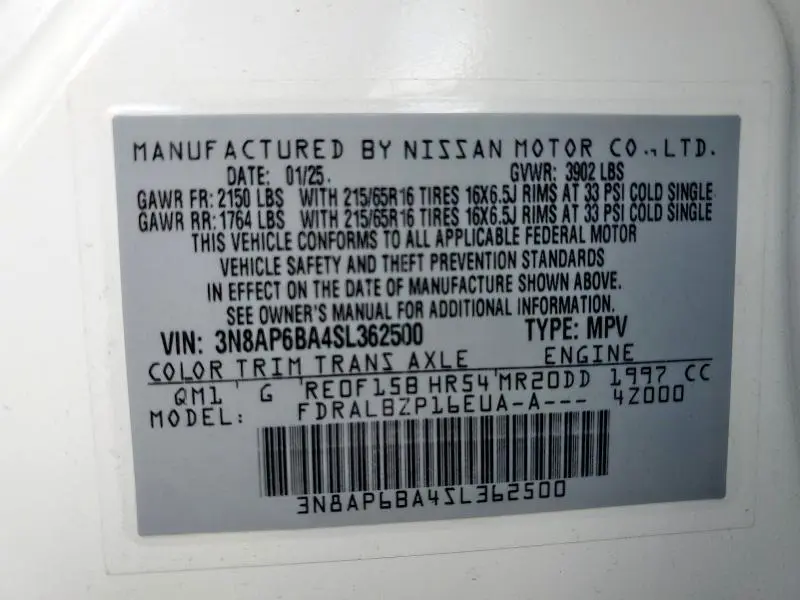 MANUFACTURED BY NISSAN MOTOR CO.,LTD.
DATE: 01/25. GVWR: 3902 LBS
GAWR FR: 2150 LBS WITH 215/65R16 TIRES 16X6.5J RIMS AT 33 PSI COLD SINGLE
GAWR RR: 1764 LBS WITH 215/65R16 TIRES 16X6.5J RIMS AT 33 PSI COLD SINGLE
THIS VEHICLE CONFORMS TO ALL APPLICABLE FEDERAL MOTOR
VEHICLE SAFETY AND THEFT PREVENTION STANDARDS
IN EFFECT ON THE DATE OF MANUFACTURE SHOWN ABOVE.
SEE OWNER'S MANUAL FOR ADDITIONAL INFORMATION.
VIN: 3N8AP6BA4SL362500 TYPE: MPV
COLOR TRIM TRANS AXLE ENGINE
QM1 G RE0F15B HR54 MR20DD 1997 CC
MODEL: FDRALBZP16EUA-A--- 4Z000
3N8AP6BA4SL362500